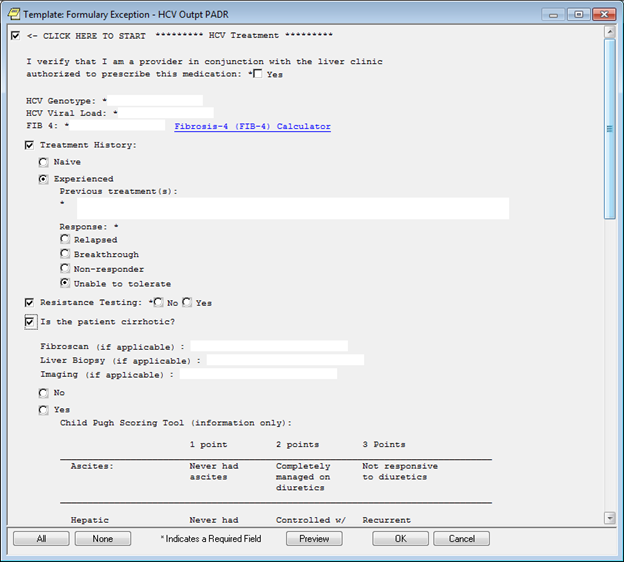 Template: Formulary Exception - HCV Outpt PADR
<- CLICK HERE TO START ********* HCV Treatment *********
I verify that I am a provider in conjunction with the liver clinic
authorized to prescribe this medication: * Yes
HCV Genotype: *
HCV Viral Load: *
FIB 4: * Fibrosis-4 (FIB-4) Calculator
Treatment History:
Naive
Experienced
Previous treatment(s):
*
Response: *
Relapsed
Breakthrough
Non-responder
Unable to tolerate
Resistance Testing: * No Yes
Is the patient cirrhotic?
Fibroscan (if applicable) :
Liver Biopsy (if applicable) :
Imaging (if applicable) :
No
Yes
Child Pugh Scoring Tool (information only):
1 point 2 points 3 Points
Ascites: Never had Completely Not responsive
ascites managed on to diuretics
diuretics
Hepatic Never had Controlled w/ Recurrent
All None * Indicates a Required Field Preview OK Cancel